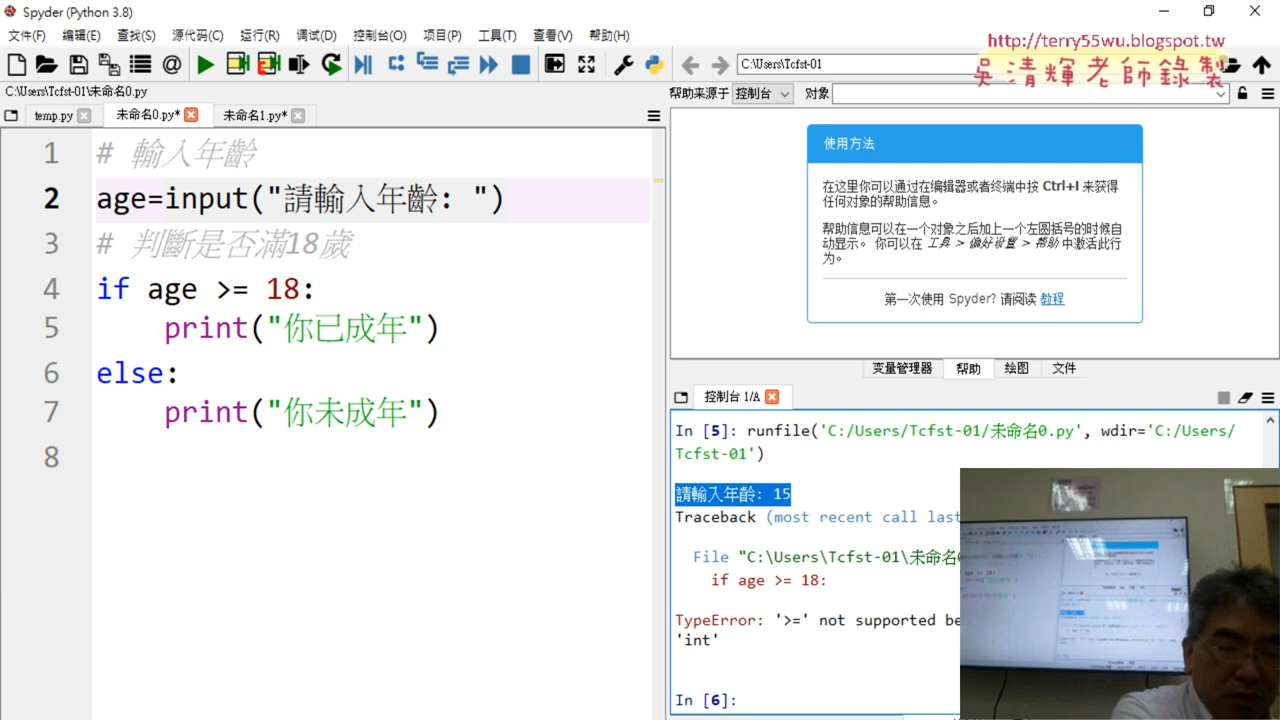 Spyder (Python 3.8)
文件(F) 编辑(E) 查找(S) 源代码(C) 运行(R) 调试(D) 控制台(O) 项目(P) 工具(T) 查看(V) 帮助(H)
http://terry55wu.blogspot.tw
吳清輝老師錄製
C:\Users\Tcfst-01
C:\Users\Tcfst-01\未命名0.py
帮助来源于 控制台 对象
temp.py 未命名0.py* 未命名1.py*
1 # 輸入年齡
2 age=input("請輸入年齡: ")
3 # 判斷是否滿18歲
4 if age >= 18:
5 print("你已成年")
6 else:
7 print("你未成年")
8
使用方法
在这里你可以通过在编辑器或者终端中按 Ctrl+I 来获得
任何对象的帮助信息。
帮助信息可以在一个对象之后加上一个左圆括号的时候自
动显示。 你可以在 工具 > 偏好设置 > 帮助 中激活此行
为。
第一次使用 Spyder? 请阅读 教程
变量管理器 帮助 绘图 文件
控制台 1/A
In [5]: runfile('C:/Users/Tcfst-01/未命名0.py', wdir='C:/Users/
Tcfst-01')
請輸入年齡: 15
Traceback (most recent call last
File "C:\Users\Tcfst-01\未命名
if age >= 18:
TypeError: '>=' not supported be
'int'
In [6]: